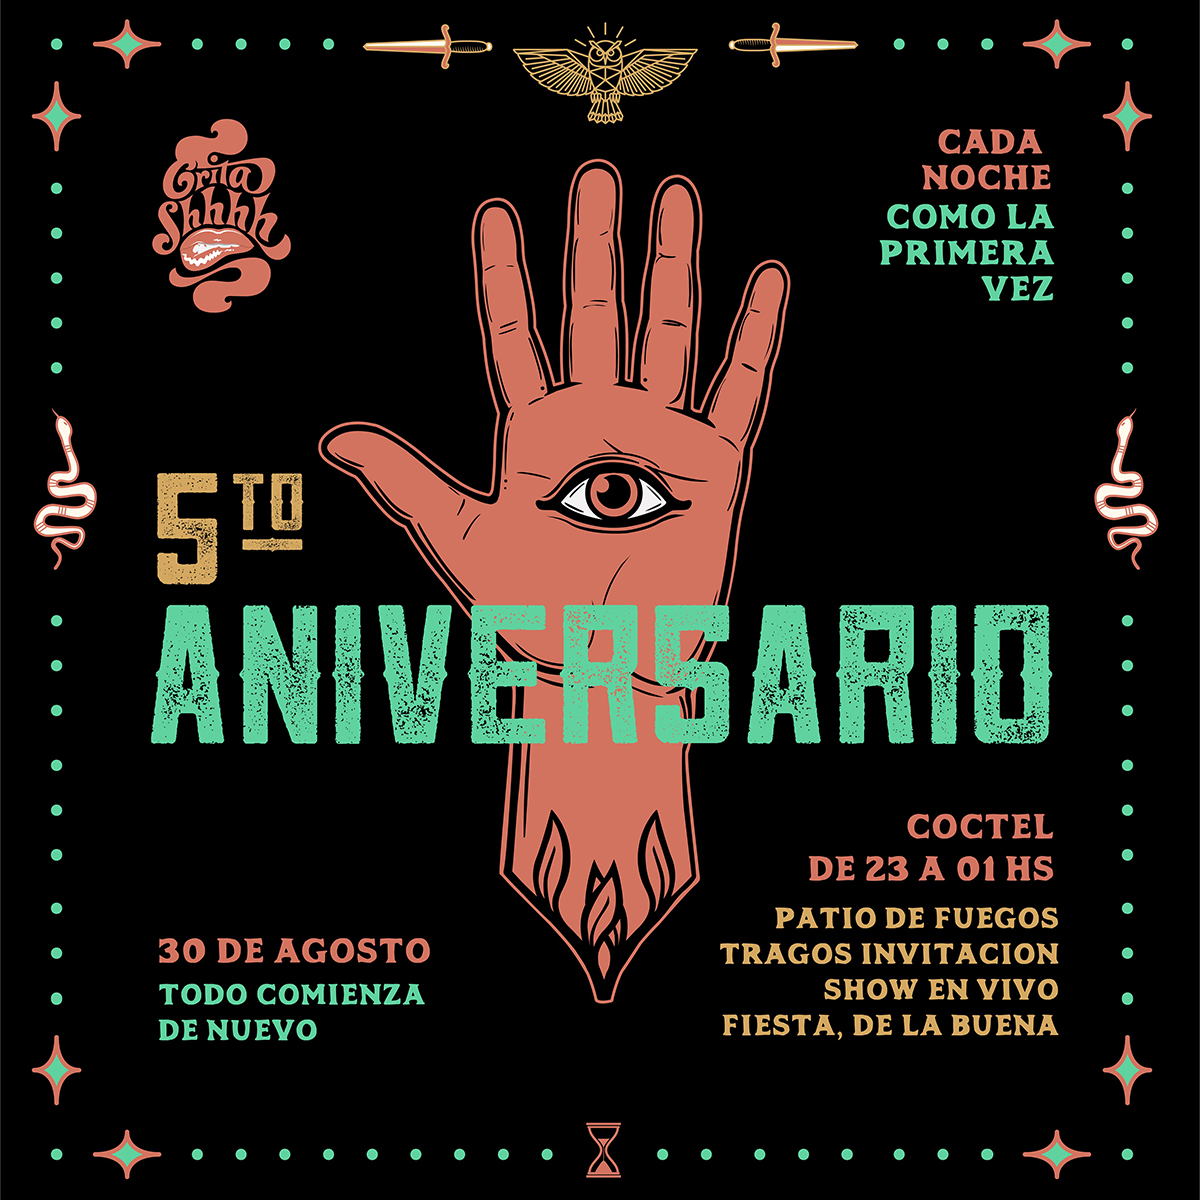 Grita
Shhhh
CADA
NOCHE
COMO LA
PRIMERA
VEZ
5TO
ANIVERSARIO
COCTEL
DE 23 A 01 HS
PATIO DE FUEGOS
TRAGOS INVITACION
SHOW EN VIVO
FIESTA, DE LA BUENA
30 DE AGOSTO
TODO COMIENZA
DE NUEVO